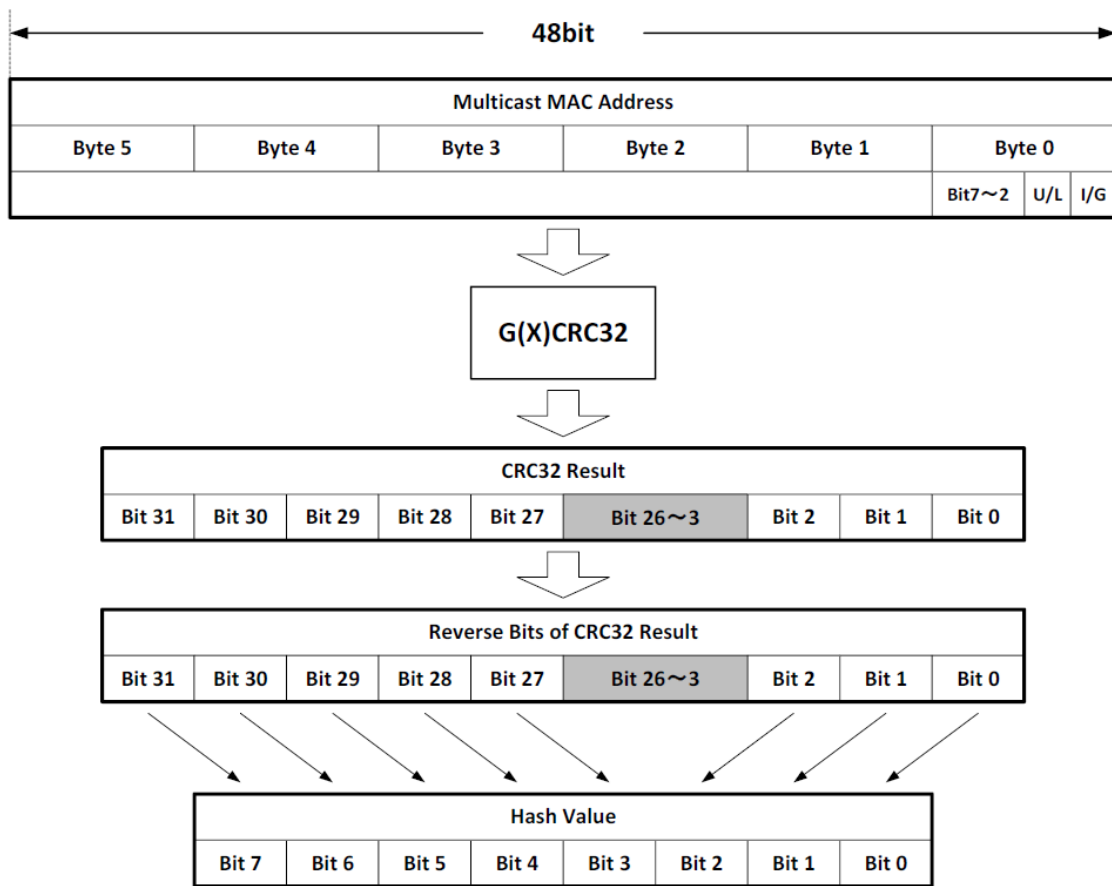 48bit
Multicast MAC Address
Byte 5 Byte 4 Byte 3 Byte 2 Byte 1 Byte 0
Bit7～2 U/L I/G
G(X)CRC32
CRC32 Result
Bit 31 Bit 30 Bit 29 Bit 28 Bit 27 Bit 26～3 Bit 2 Bit 1 Bit 0
Reverse Bits of CRC32 Result
Bit 31 Bit 30 Bit 29 Bit 28 Bit 27 Bit 26～3 Bit 2 Bit 1 Bit 0
Hash Value
Bit 7 Bit 6 Bit 5 Bit 4 Bit 3 Bit 2 Bit 1 Bit 0